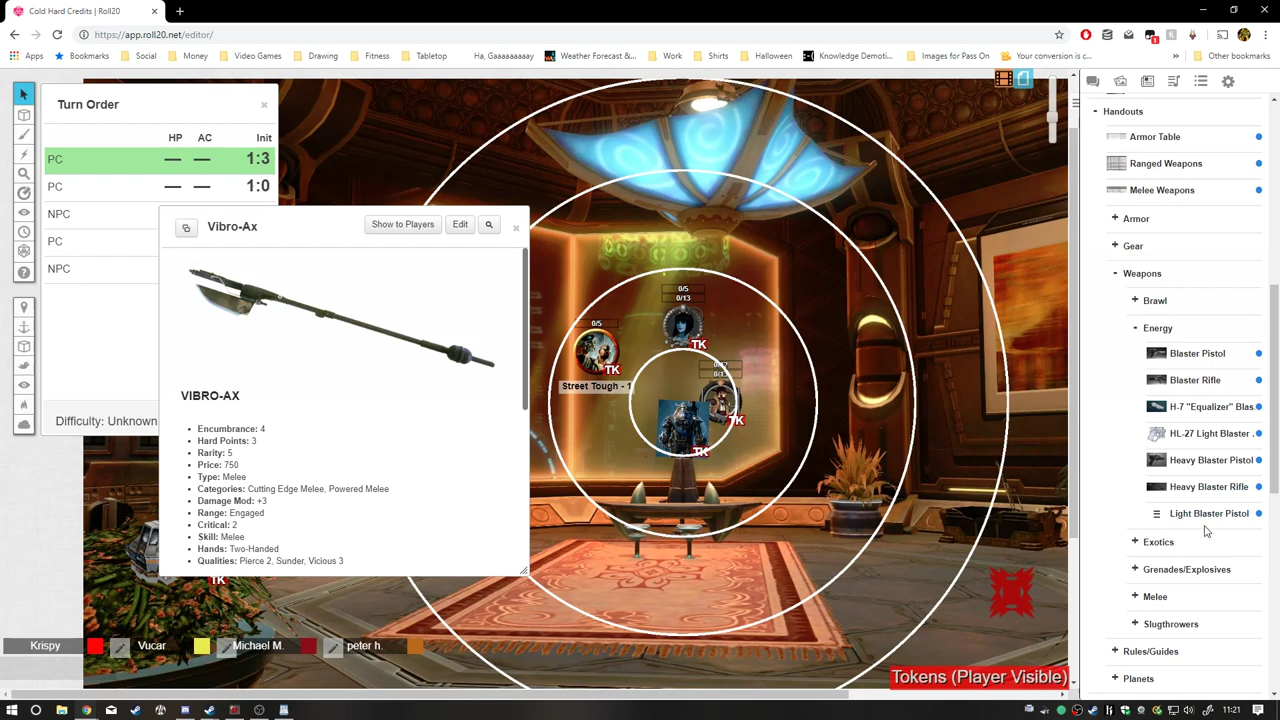 Cold Hard Credits | Roll20
https://app.roll20.net/editor/
Apps Bookmarks Social Money Video Games Drawing Fitness Tabletop Ha, Gaaaaaaaaay Weather Forecast &... Work Shirts Halloween Knowledge Demoti... Images for Pass On Your conversion is c... » Other bookmarks
Turn Order
HP AC Init
PC — — 1:3
PC — — 1:0
NPC
PC
NPC
Difficulty: Unknown
Vibro-Ax
Show to Players Edit
VIBRO-AX
Encumbrance: 4
Hard Points: 3
Rarity: 5
Price: 750
Type: Melee
Categories: Cutting Edge Melee, Powered Melee
Damage Mod: +3
Range: Engaged
Critical: 2
Skill: Melee
Hands: Two-Handed
Qualities: Pierce 2, Sunder, Vicious 3
0/5
0/13
TK
0/5
TK
Street Tough - 1
0/13
TK
TK
TK
Krispy Vucar Michael M. peter h.
Tokens (Player Visible)
Handouts
Armor Table
Ranged Weapons
Melee Weapons
Armor
Gear
Weapons
Brawl
Energy
Blaster Pistol
Blaster Rifle
H-7 "Equalizer" Blas
HL-27 Light Blaster .
Heavy Blaster Pistol
Heavy Blaster Rifle
Light Blaster Pistol
Exotics
Grenades/Explosives
Melee
Slugthrowers
Rules/Guides
Planets
11:21